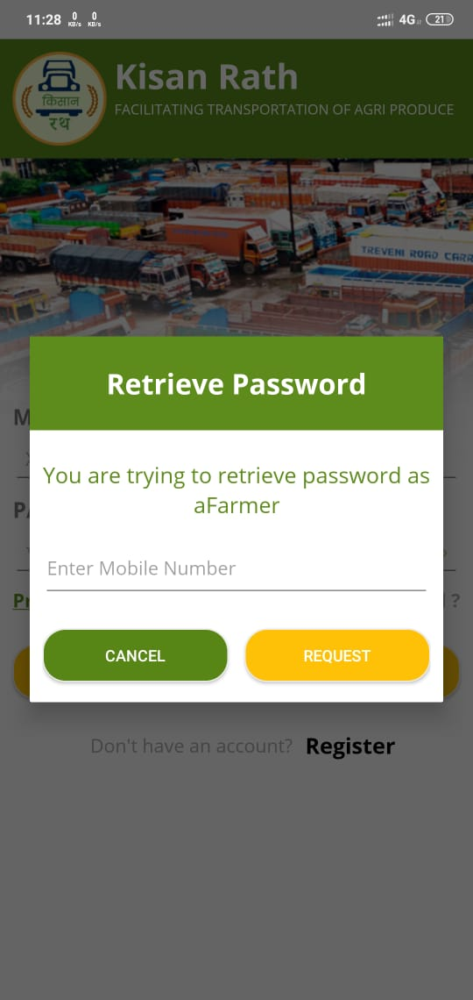 11:28
0 KB/s
0 KB/s
4G
21
किसान
रथ
Kisan Rath
FACILITATING TRANSPORTATION OF AGRI PRODUCE
TREVENI ROAD CARR
Retrieve Password
You are trying to retrieve password as
aFarmer
Enter Mobile Number
CANCEL
REQUEST
?
Don't have an account? Register